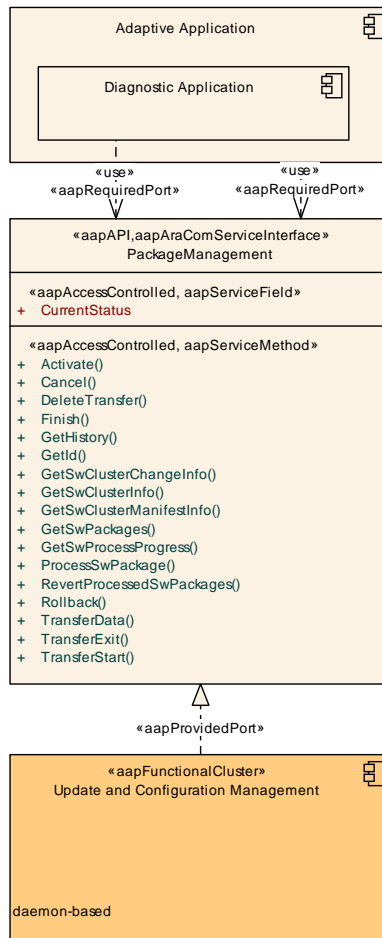 Adaptive Application
Diagnostic Application
«use» «use»
«aapRequiredPort» «aapRequiredPort»
«aapAPI,aapAraComServiceInterface»
PackageManagement
«aapAccessControlled, aapServiceField»
+ CurrentStatus
«aapAccessControlled, aapServiceMethod»
+ Activate()
+ Cancel()
+ DeleteTransfer()
+ Finish()
+ GetHistory()
+ GetId()
+ GetSwClusterChangeInfo()
+ GetSwClusterInfo()
+ GetSwClusterManifestInfo()
+ GetSwPackages()
+ GetSwProcessProgress()
+ ProcessSwPackage()
+ RevertProcessedSwPackages()
+ Rollback()
+ TransferData()
+ TransferExit()
+ TransferStart()
«aapProvidedPort»
«aapFunctionalCluster»
Update and Configuration Management
daemon-based